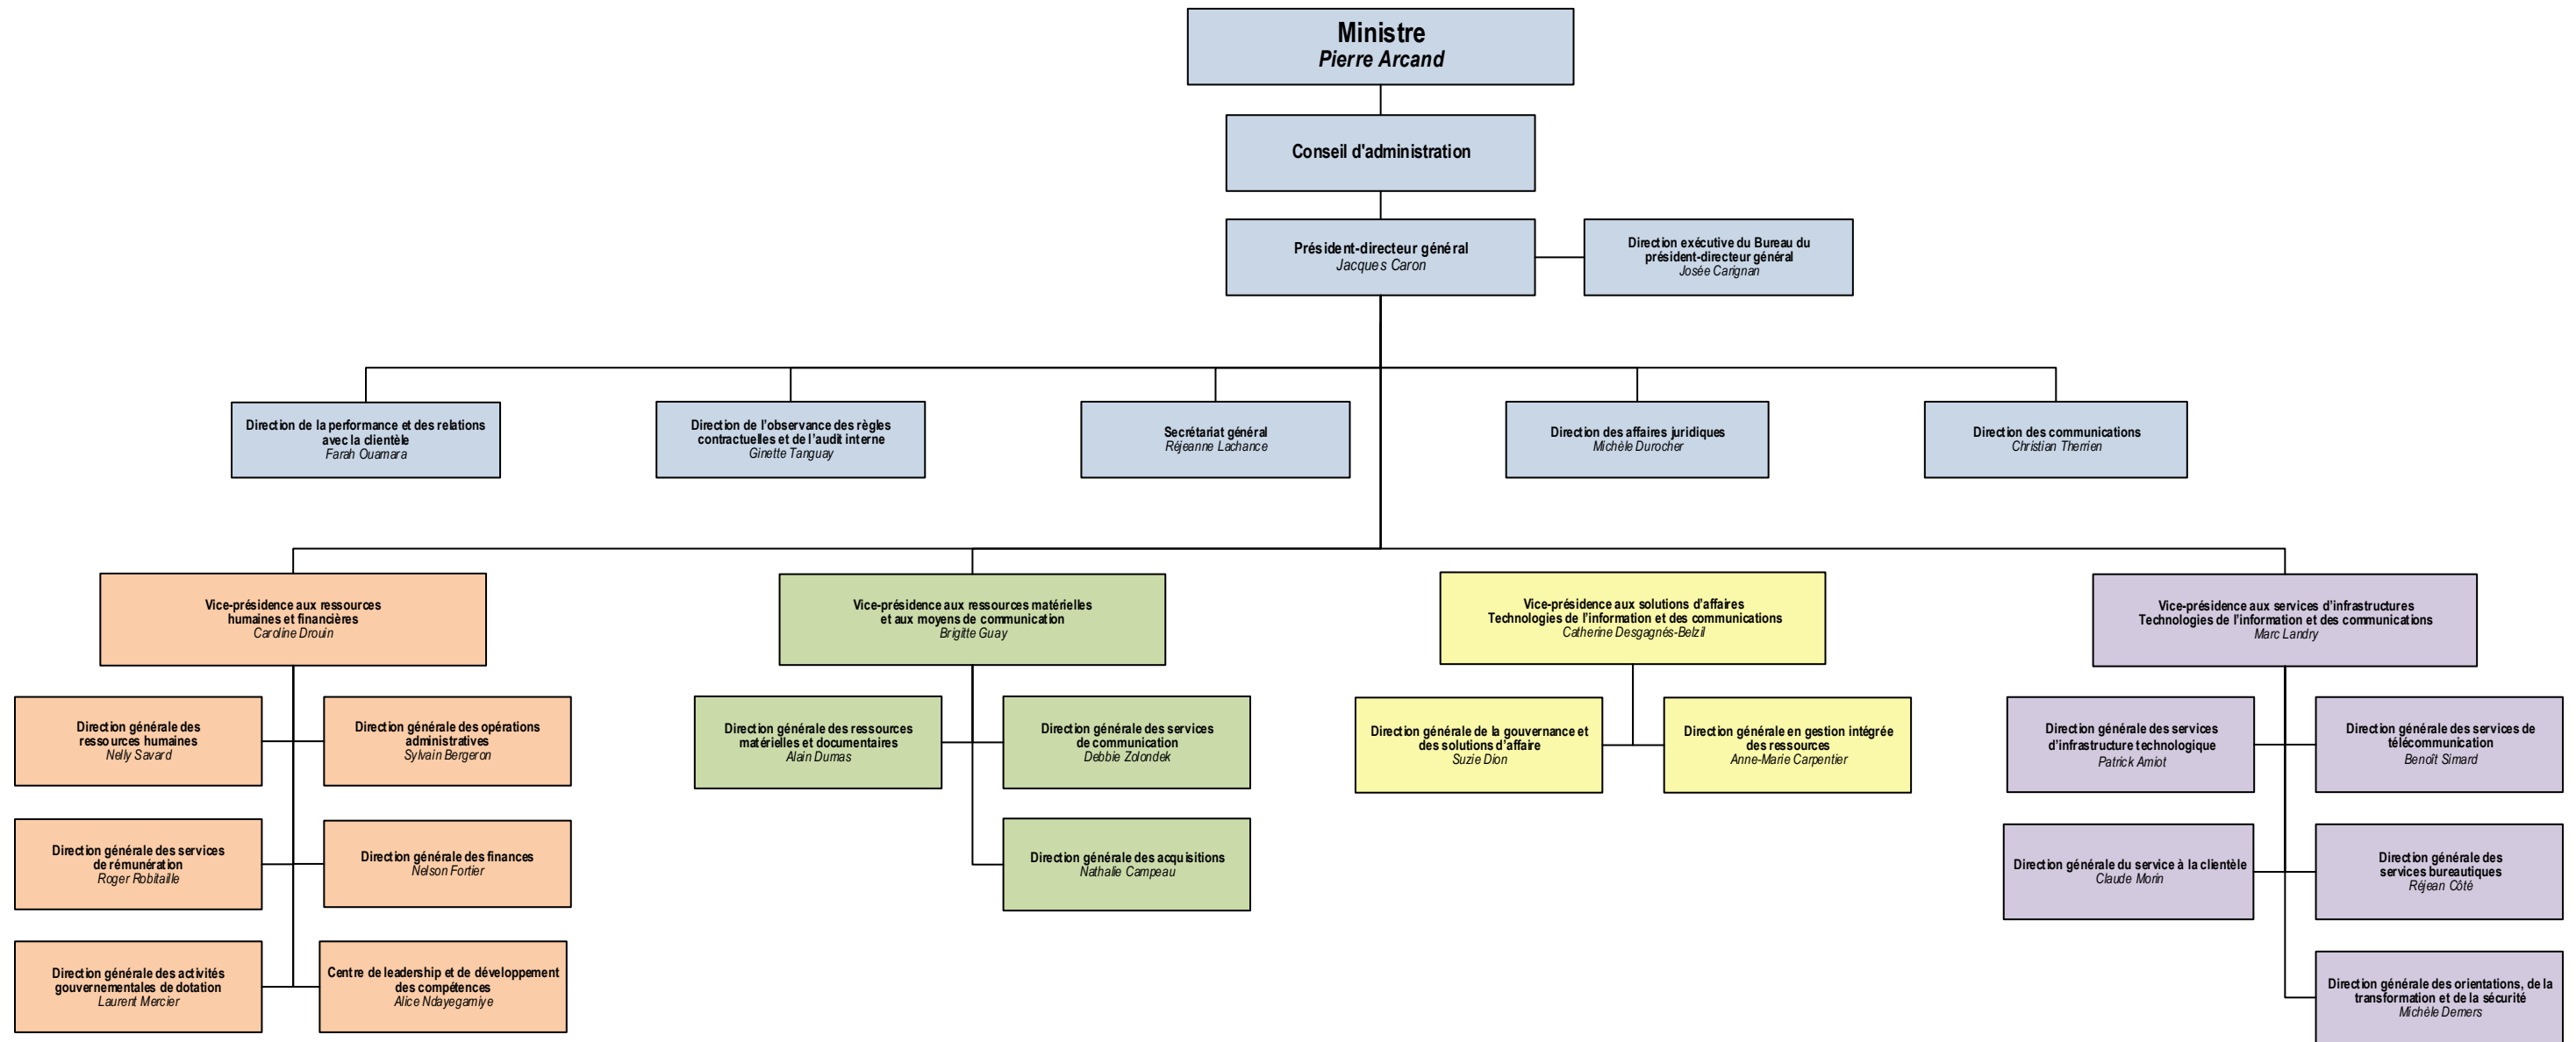 Ministre
Pierre Arcand
Conseil d'administration
Président-directeur général
Jacques Caron
Direction exécutive du Bureau du
président-directeur général
Josée Carignan
Direction de la performance et des relations
avec la clientèle
Farah Ouamara
Direction de l’observance des règles
contractuelles et de l’audit interne
Ginette Tanguay
Secrétariat général
Réjeanne Lachance
Direction des affaires juridiques
Michèle Durocher
Direction des communications
Christian Therrien
Vice-présidence aux ressources
humaines et financières
Caroline Drouin
Vice-présidence aux ressources matérielles
et aux moyens de communication
Brigitte Guay
Vice-présidence aux solutions d’affaires
Technologies de l’information et des communications
Catherine Desgagnés-Belzil
Vice-présidence aux services d’infrastructures
Technologies de l’information et des communications
Marc Landry
Direction générale des
ressources humaines
Nelly Savard
Direction générale des opérations
administratives
Sylvain Bergeron
Direction générale des ressources
matérielles et documentaires
Alain Dumas
Direction générale des services
de communication
Debbie Zolondek
Direction générale de la gouvernance et
des solutions d’affaire
Suzie Dion
Direction générale en gestion intégrée
des ressources
Anne-Marie Carpentier
Direction générale des services
d’infrastructure technologique
Patrick Amiot
Direction générale des services de
télécommunication
Benoît Simard
Direction générale des services
de rémunération
Roger Robitaille
Direction générale des finances
Nelson Fortier
Direction générale des acquisitions
Nathalie Campeau
Direction générale du service à la clientèle
Claude Morin
Direction générale des
services bureautiques
Réjean Côté
Direction générale des activités
gouvernementales de dotation
Laurent Mercier
Centre de leadership et de développement
des compétences
Alice Ndayegamiye
Direction générale des orientations, de la
transformation et de la sécurité
Michèle Demers